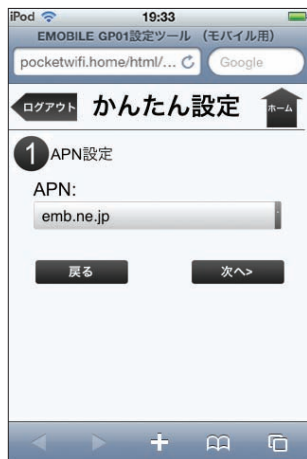 iPod 19:33
EMOBILE GP01設定ツール (モバイル用)
pocketwifi.home/html/... Google
ログアウト かんたん設定 ホーム
1 APN設定
APN:
emb.ne.jp
戻る 次へ>